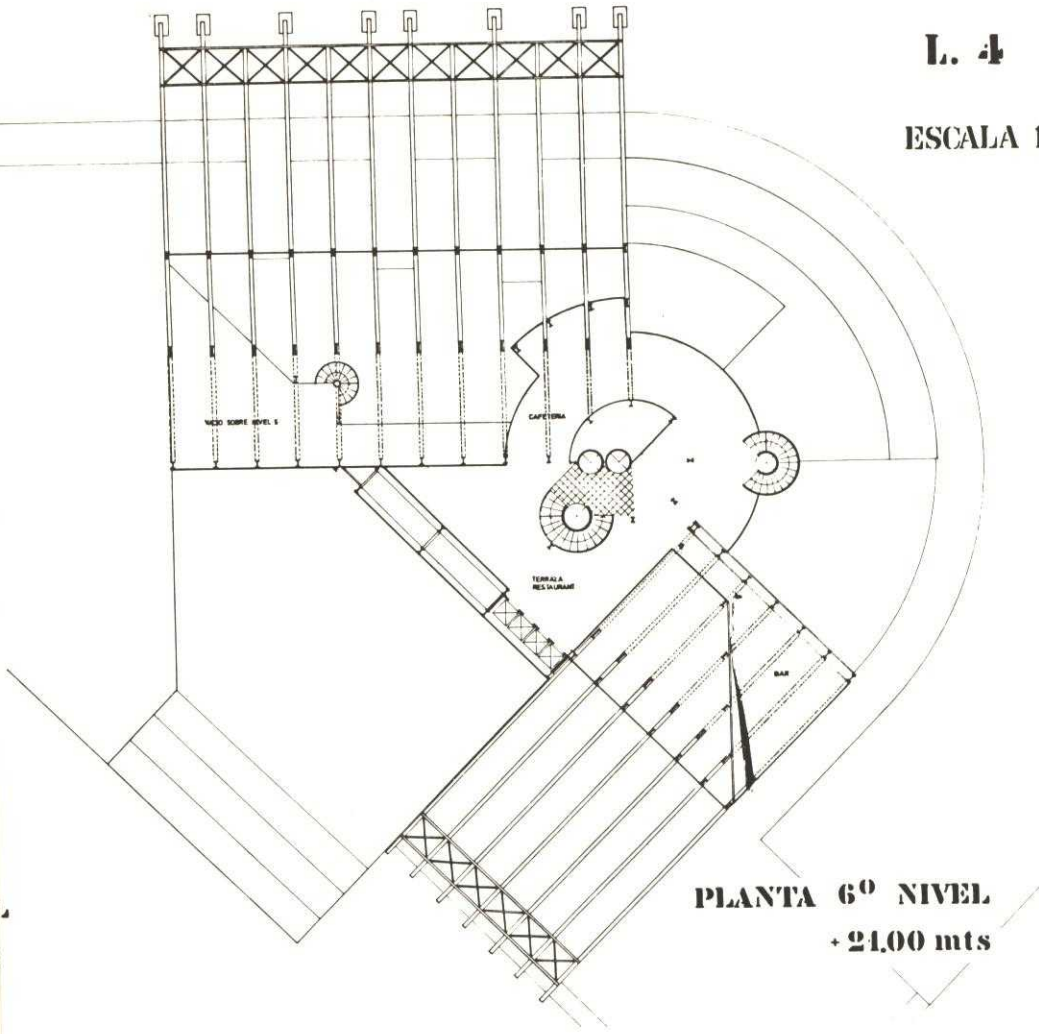 L. 4
ESCALA 1
VACIO SOBRE NIVEL 5
CAFETERIA
TERRAZA
RESTAURANT
BAR
PLANTA 6º NIVEL
+21.00 mts